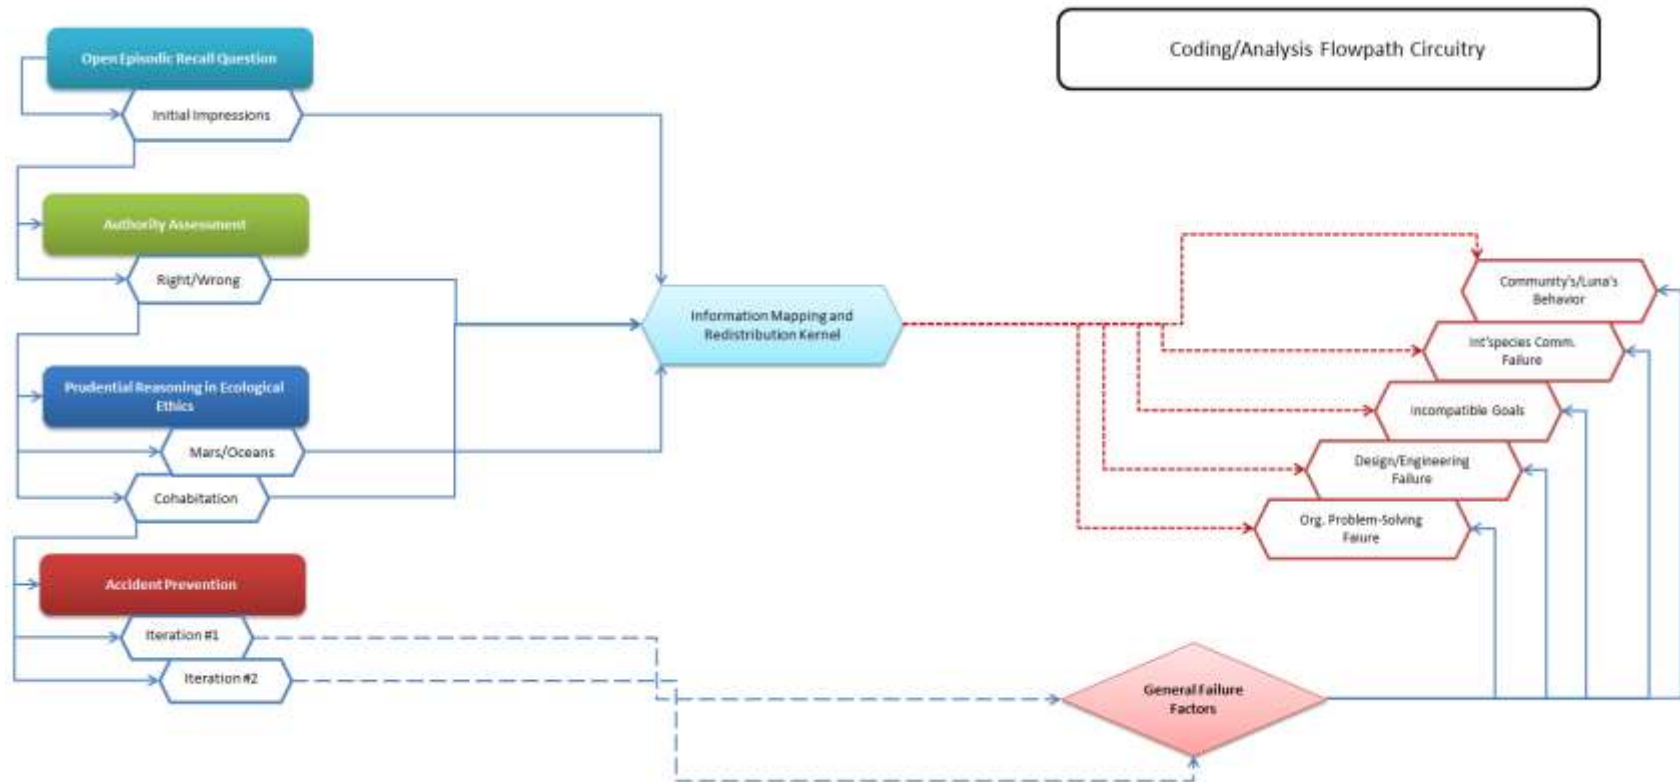 Coding/Analysis Flowpath Circuitry
Open Episodic Recall Question
Initial Impressions
Authority Assessment
Right/Wrong
Prudential Reasoning in Ecological
Ethics
Mars/Oceans
Cohabitation
Accident Prevention
Iteration #1
Iteration #2
Information Mapping and
Redistribution Kernel
Community's/Luna's
Behavior
Int'species Comm.
Failure
Incompatible Goals
Design/Engineering
Failure
Org. Problem-Solving
Faiure
General Failure
Factors